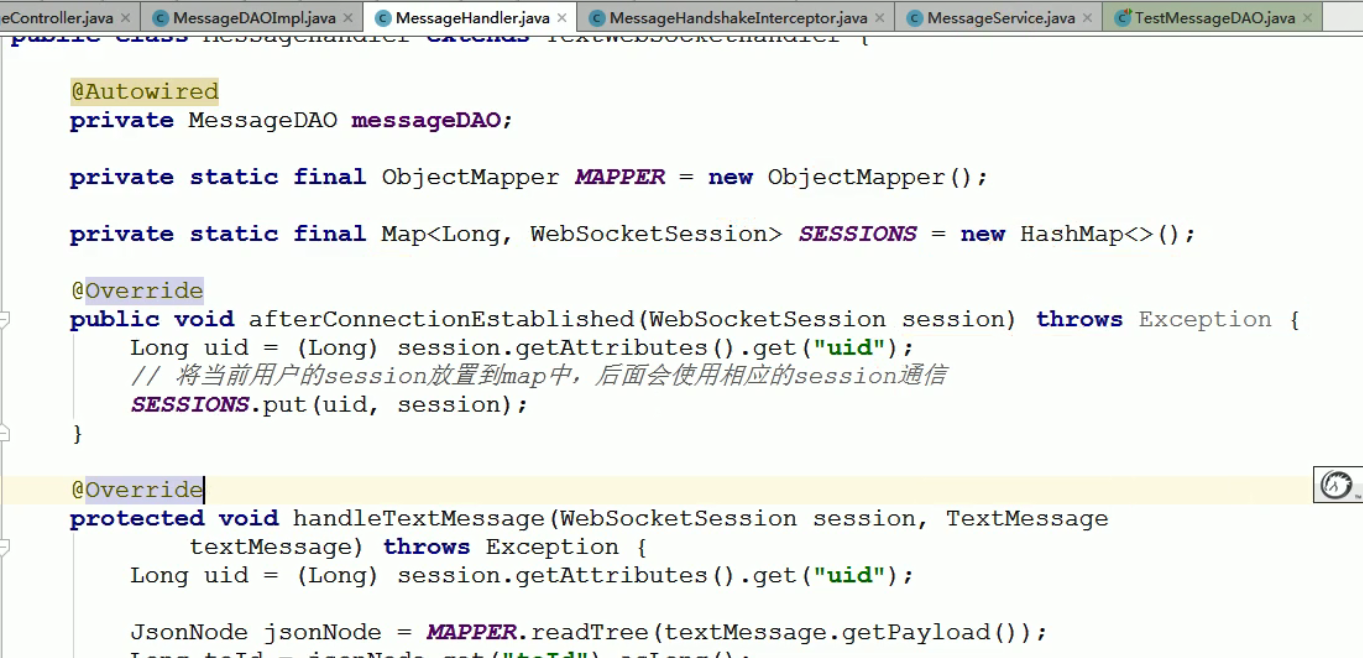 eController.java × MessageDAOImpl.java × MessageHandler.java × MessageHandshakeInterceptor.java × MessageService.java × TestMessageDAO.java ×
public class MessageHandler extends TextWebSocketHandler {
@Autowired
private MessageDAO messageDAO;
private static final ObjectMapper MAPPER = new ObjectMapper();
private static final Map<Long, WebSocketSession> SESSIONS = new HashMap<>();
@Override
public void afterConnectionEstablished(WebSocketSession session) throws Exception {
Long uid = (Long) session.getAttributes().get("uid");
// 将当前用户的session放置到map中，后面会使用相应的session通信
SESSIONS.put(uid, session);
}
@Override
protected void handleTextMessage(WebSocketSession session, TextMessage
textMessage) throws Exception {
Long uid = (Long) session.getAttributes().get("uid");
JsonNode jsonNode = MAPPER.readTree(textMessage.getPayload());
Long toId = jsonNode.get("toId").asLong();